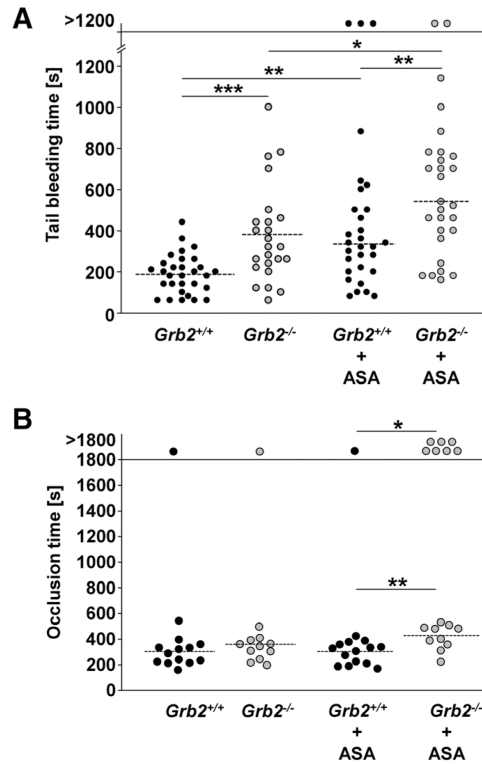 A
>1200
Tail bleeding time [s]
1200
1000
800
600
400
200
0
*
**
**
***
Grb2+/+
Grb2-/-
Grb2+/+
+
ASA
Grb2-/-
+
ASA
B
>1800
Occlusion time [s]
1800
1600
1400
1200
1000
800
600
400
200
0
*
**
Grb2+/+
Grb2-/-
Grb2+/+
+
ASA
Grb2-/-
+
ASA